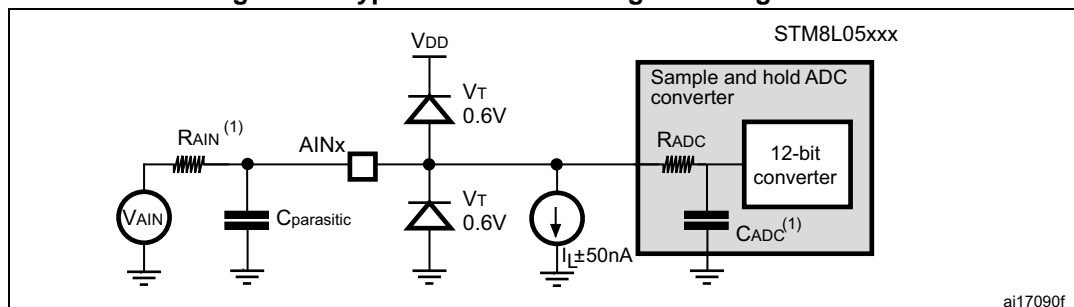 STM8L05xxx
VDD
Sample and hold ADC
converter
VT
0.6V
RAIN (1)
AINx
RADC
12-bit
converter
VAIN
Cparasitic
VT
0.6V
IL±50nA
CADC(1)
ai17090f